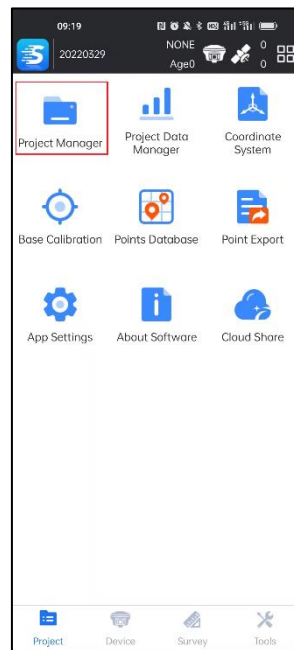 09:19
20220329
NONE
Age0
0
0
Project Manager
Project Data
Manager
Coordinate
System
Base Calibration
Points Database
Point Export
App Settings
About Software
Cloud Share
Project
Device
Survey
Tools